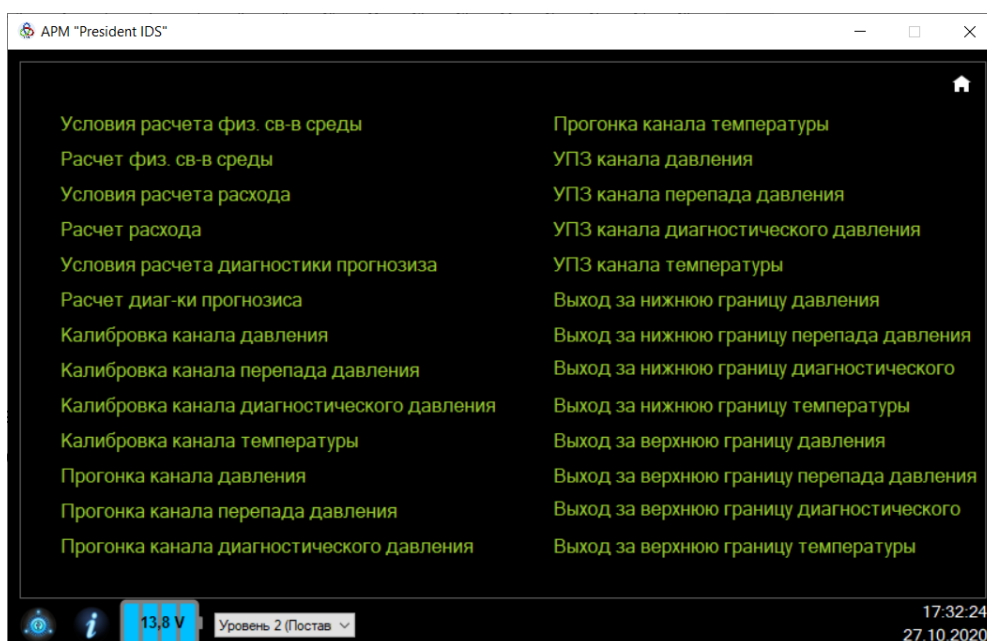 АРМ "President IDS"
Условия расчета физ. св-в среды
Расчет физ. св-в среды
Условия расчета расхода
Расчет расхода
Условия расчета диагностики прогнозиза
Расчет диаг-ки прогнозиса
Калибровка канала давления
Калибровка канала перепада давления
Калибровка канала диагностического давления
Калибровка канала температуры
Прогонка канала давления
Прогонка канала перепада давления
Прогонка канала диагностического давления
Прогонка канала температуры
УПЗ канала давления
УПЗ канала перепада давления
УПЗ канала диагностического давления
УПЗ канала температуры
Выход за нижнюю границу давления
Выход за нижнюю границу перепада давления
Выход за нижнюю границу диагностического
Выход за нижнюю границу температуры
Выход за верхнюю границу давления
Выход за верхнюю границу перепада давления
Выход за верхнюю границу диагностического
Выход за верхнюю границу температуры
13,8 V
Уровень 2 (Постав
17:32:24
27.10.2020